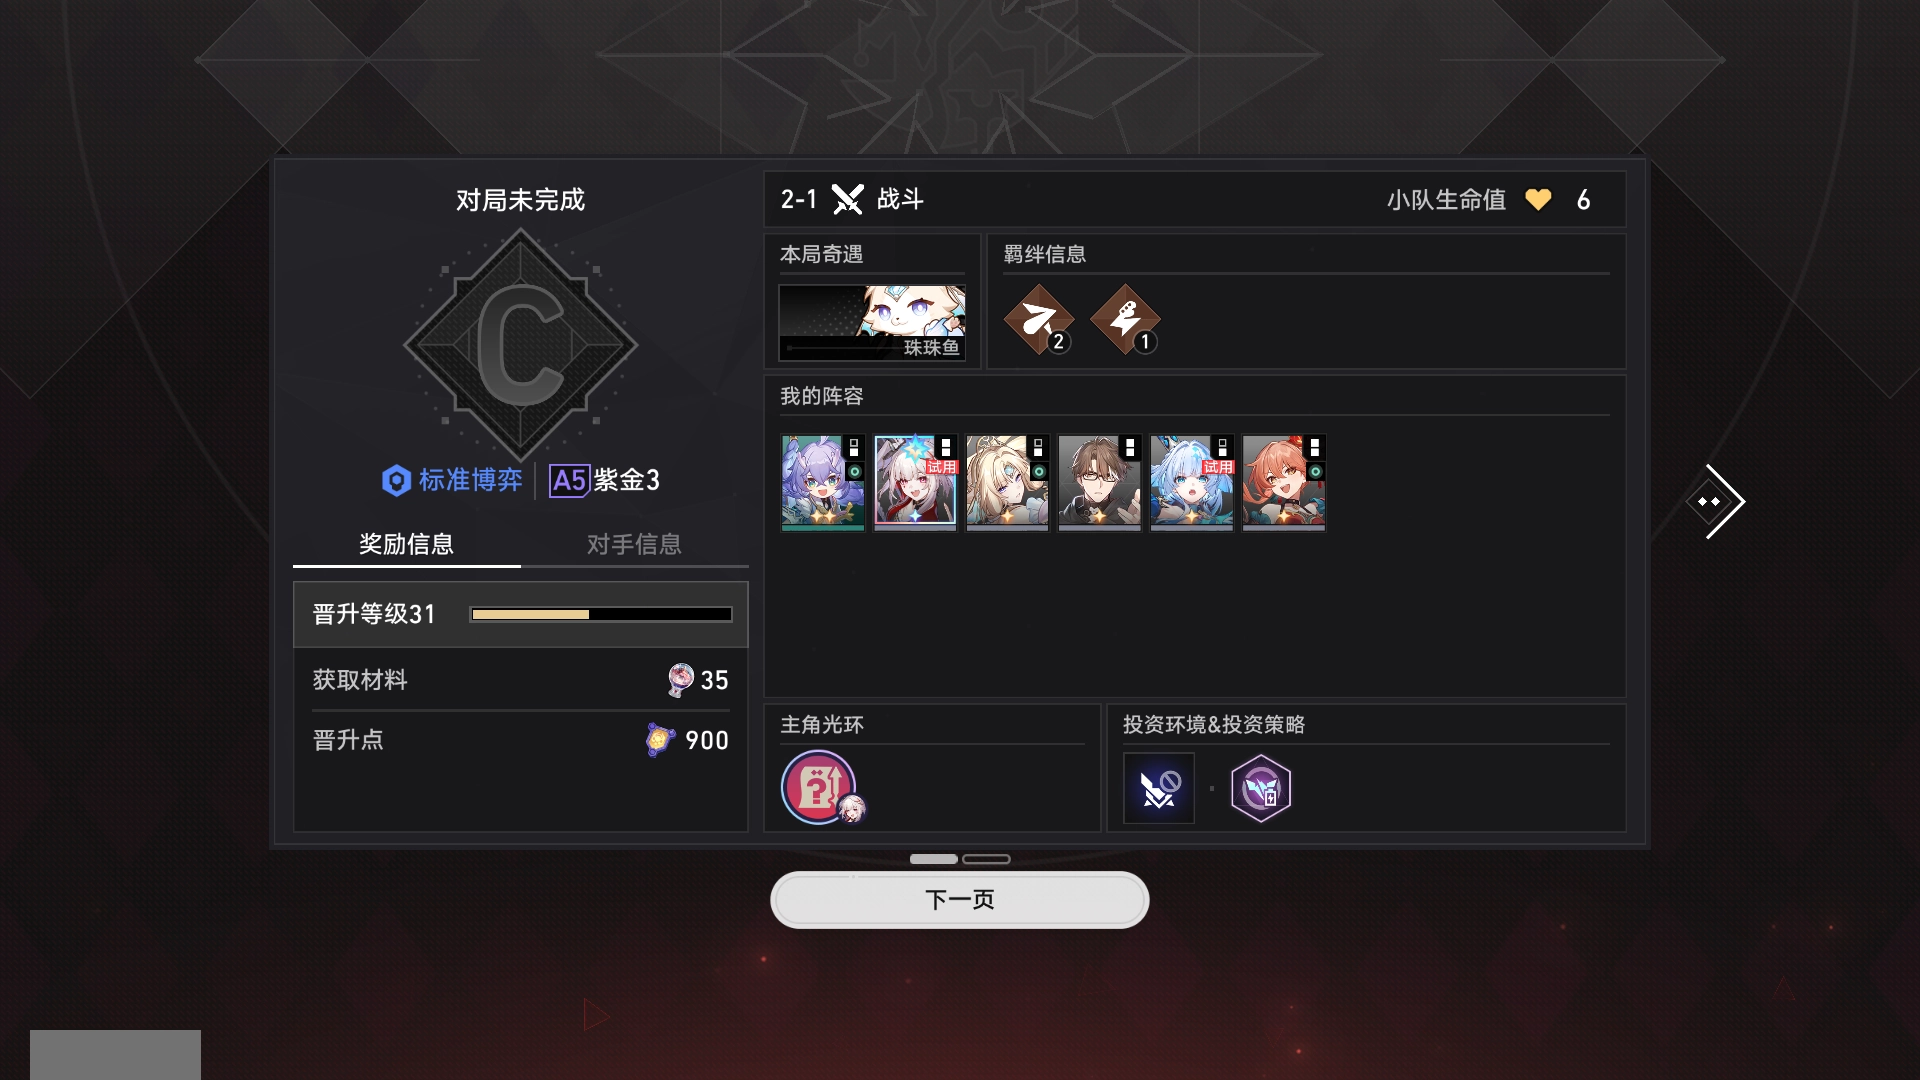 对局未完成
C
标准博弈 A5 紫金3
奖励信息 对手信息
晋升等级31
获取材料 35
晋升点 900
2-1 战斗 小队生命值 6
本局奇遇 羁绊信息
珠珠鱼
2 1
我的阵容
试用 试用
主角光环 投资环境&投资策略
?
下一页